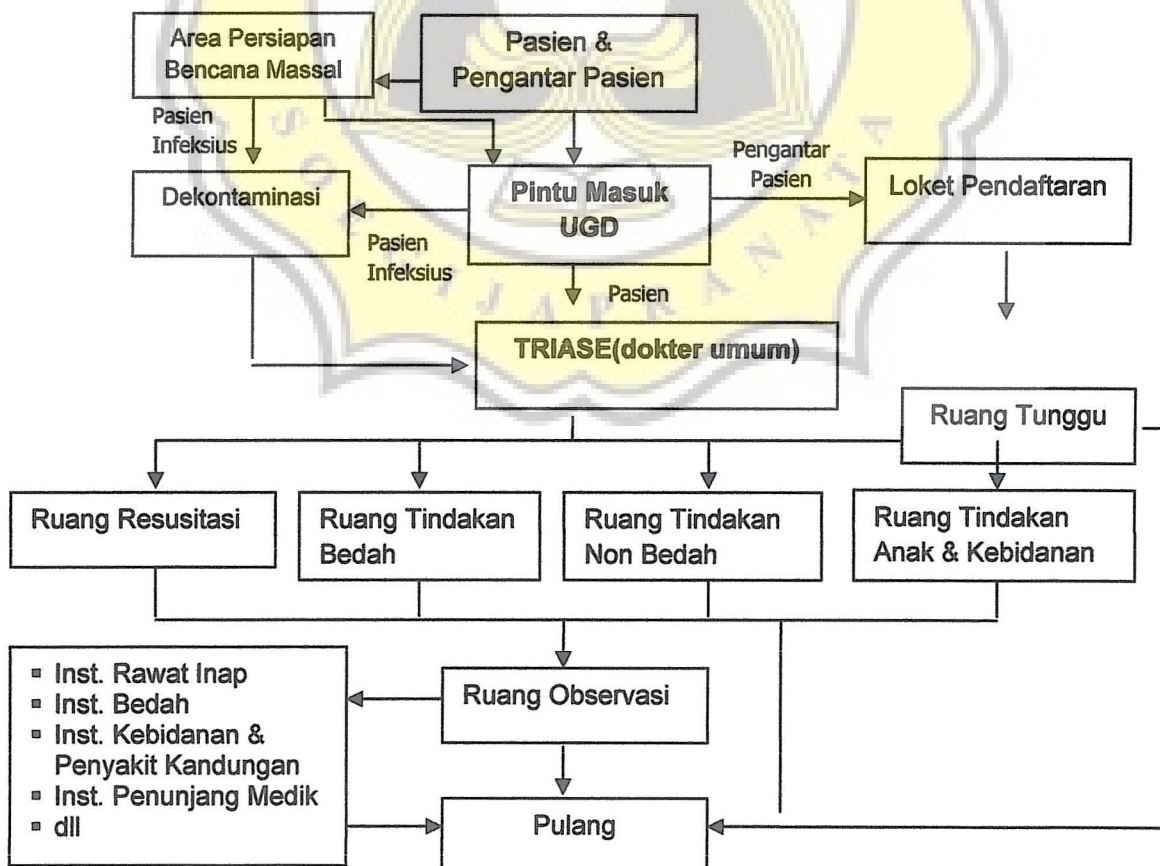 Area Persiapan
Bencana Massal
Pasien &
Pengantar Pasien
Pasien
Infeksius
Dekontaminasi
Pintu Masuk
UGD
Pengantar
Pasien
Loket Pendaftaran
Pasien
Infeksius
Pasien
TRIASE(dokter umum)
Ruang Tunggu
Ruang Resusitasi
Ruang Tindakan
Bedah
Ruang Tindakan
Non Bedah
Ruang Tindakan
Anak & Kebidanan
▪ Inst. Rawat Inap
▪ Inst. Bedah
▪ Inst. Kebidanan &
Penyakit Kandungan
▪ Inst. Penunjang Medik
▪ dll
Ruang Observasi
Pulang
SOEGIJAPRANATA